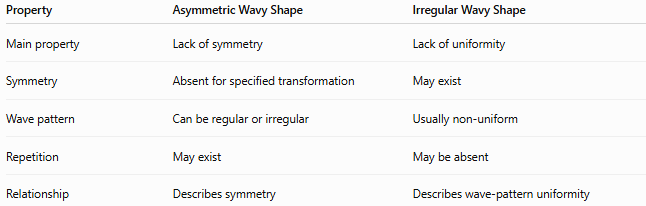 Property Asymmetric Wavy Shape Irregular Wavy Shape
Main property Lack of symmetry Lack of uniformity
Symmetry Absent for specified transformation May exist
Wave pattern Can be regular or irregular Usually non-uniform
Repetition May exist May be absent
Relationship Describes symmetry Describes wave-pattern uniformity